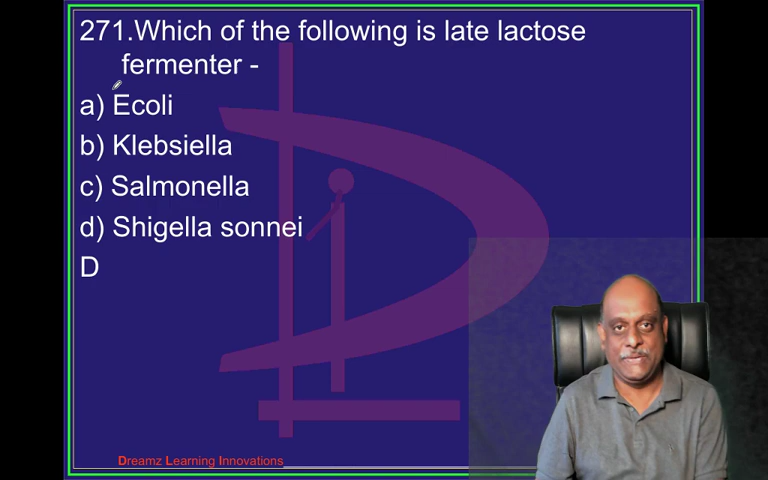 271.Which of the following is late lactose
fermenter -
a) Ecoli
b) Klebsiella
c) Salmonella
d) Shigella sonnei
D
Dreamz Learning Innovations